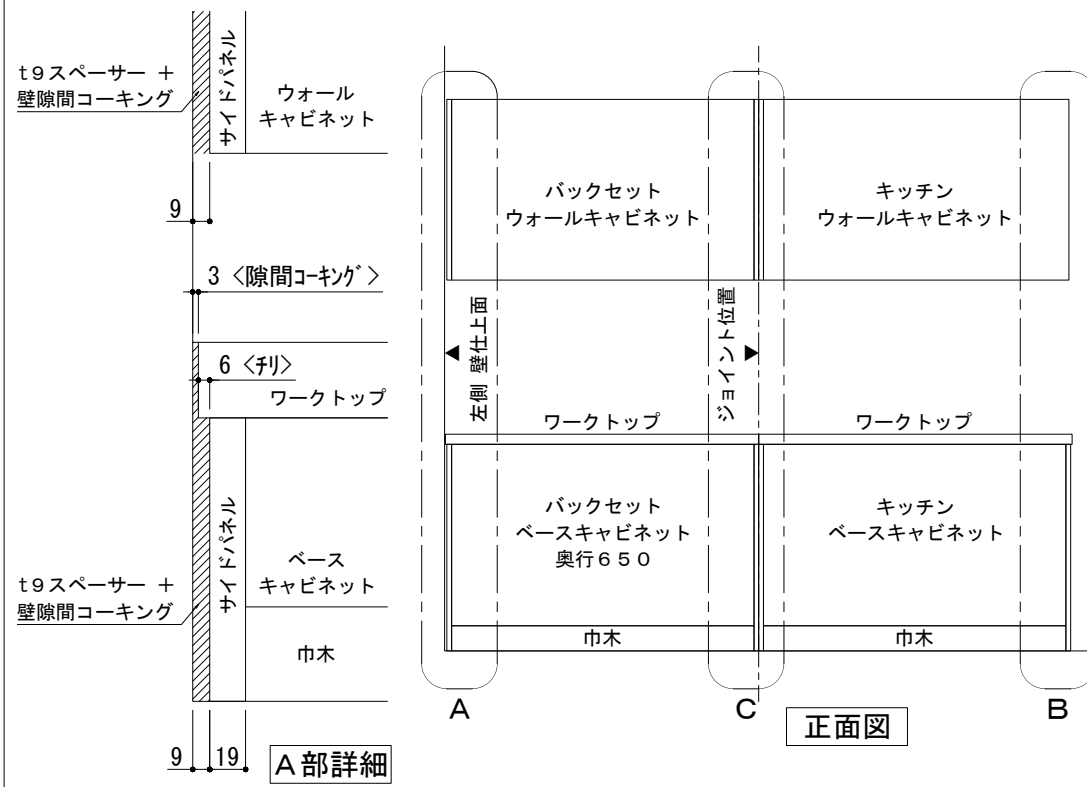 t9スペーサー ＋
壁隙間コーキング
サイドパネル
ウォール
キャビネット
9
3 〈隙間コーキング〉
6 〈チリ〉
ワークトップ
サイドパネル
t9スペーサー ＋
壁隙間コーキング
ベース
キャビネット
巾木
9
19
A部詳細
バックセット
ウォールキャビネット
キッチン
ウォールキャビネット
左側 壁仕上面
ジョイント位置
ワークトップ
ワークトップ
バックセット
ベースキャビネット
奥行650
キッチン
ベースキャビネット
巾木
巾木
A
C
B
正面図